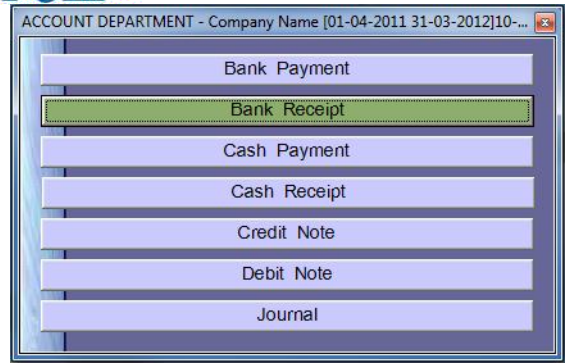 ACCOUNT DEPARTMENT - Company Name [01-04-2011 31-03-2012]10-...
Bank Payment
Bank Receipt
Cash Payment
Cash Receipt
Credit Note
Debit Note
Journal